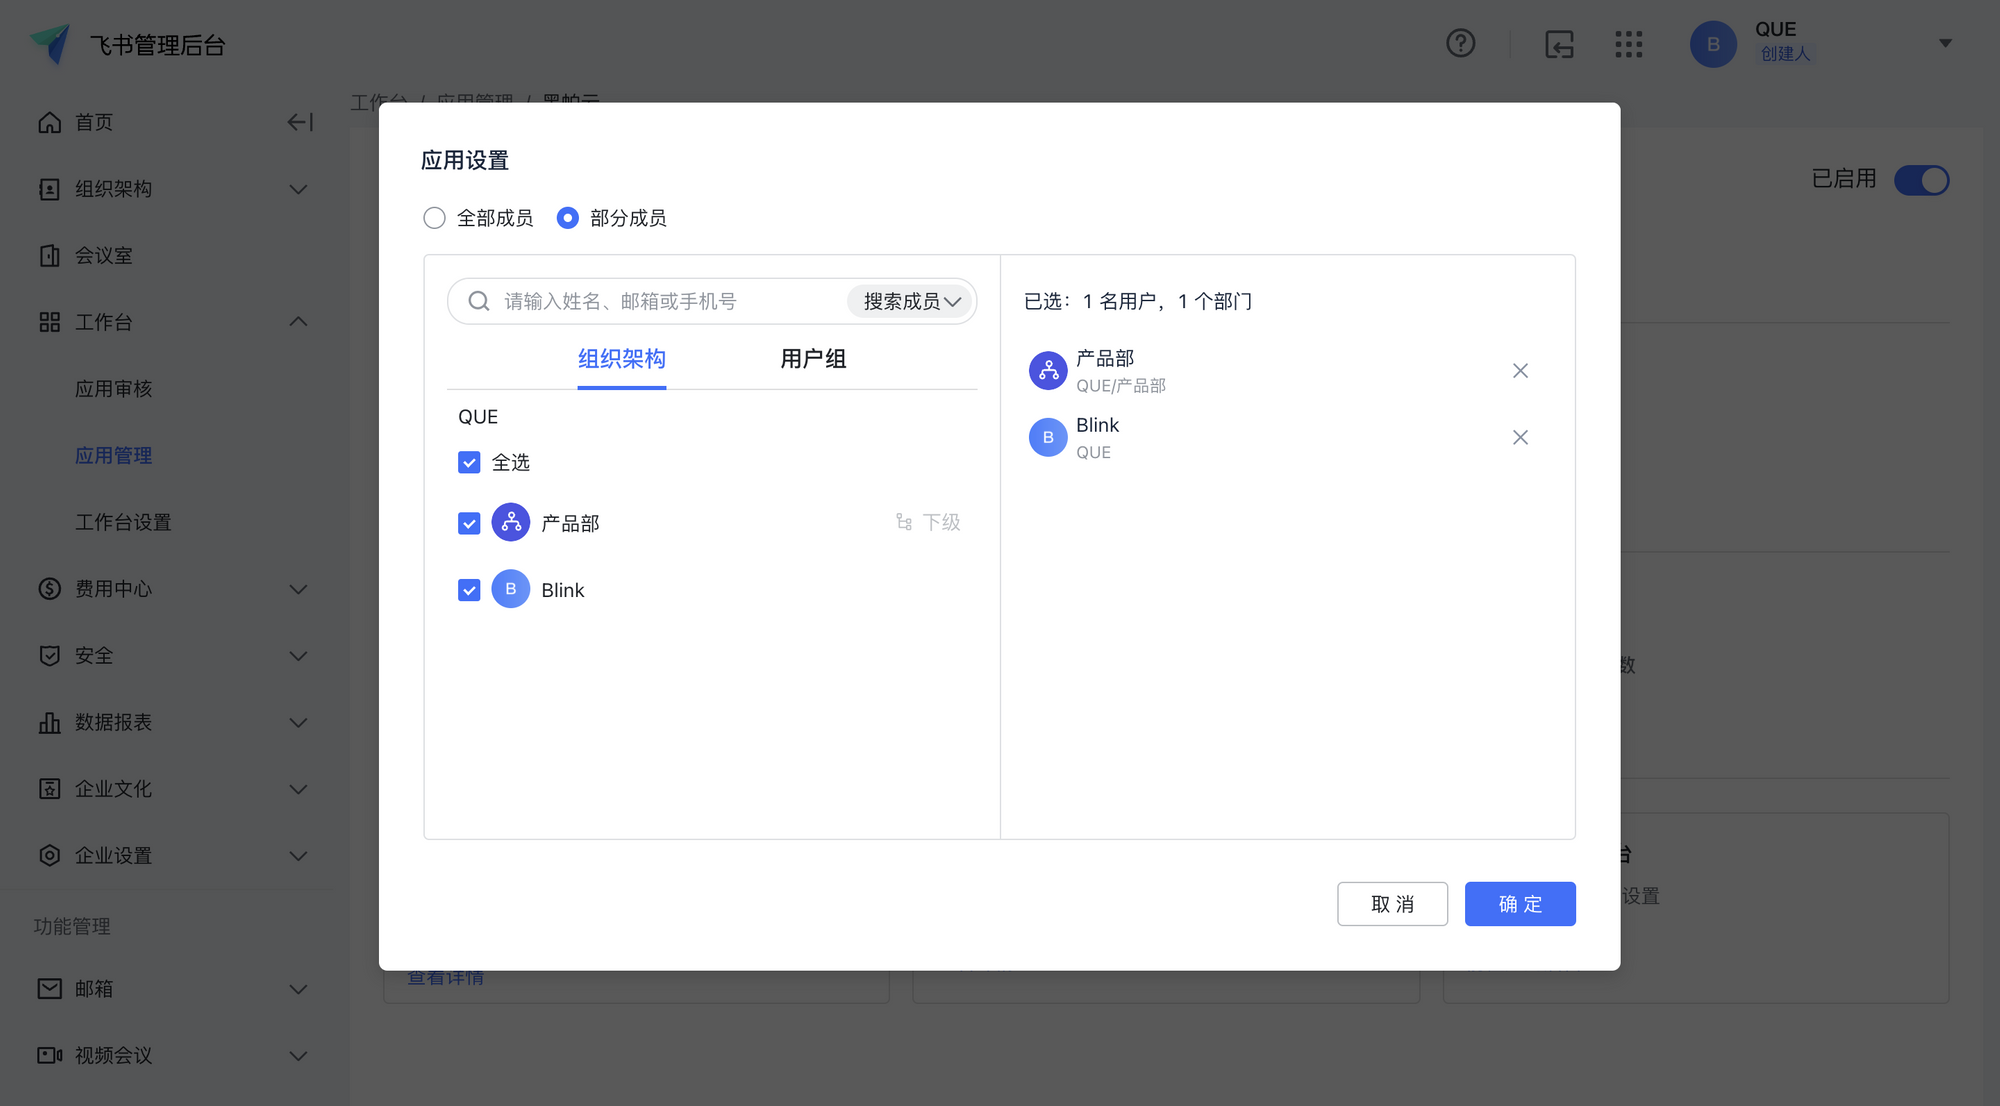 飞书管理后台
QUE
创建人
B
工作台 / 应用管理 / 黑帕云
首页
组织架构
会议室
工作台
应用审核
应用管理
工作台设置
费用中心
安全
数据报表
企业文化
企业设置
功能管理
邮箱
视频会议
已启用
应用设置
全部成员
部分成员
请输入姓名、邮箱或手机号
搜索成员
组织架构
用户组
QUE
全选
产品部
下级
B
Blink
已选：1 名用户，1 个部门
产品部
QUE/产品部
B
Blink
QUE
取 消
确 定
数
台
设置
查看详情